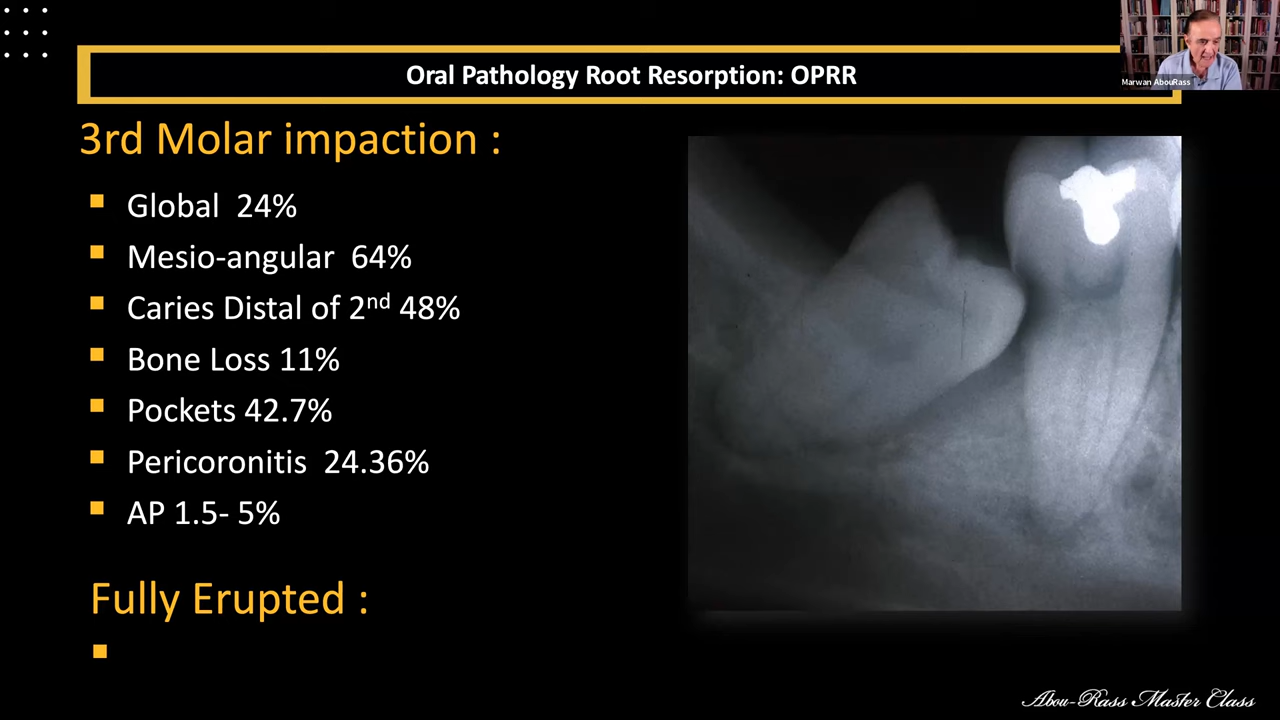 Oral Pathology Root Resorption: OPRR
Marwan AbouRass
3rd Molar impaction :
Global 24%
Mesio-angular 64%
Caries Distal of 2nd 48%
Bone Loss 11%
Pockets 42.7%
Pericoronitis 24.36%
AP 1.5- 5%
Fully Erupted :
Abou-Rass Master Class